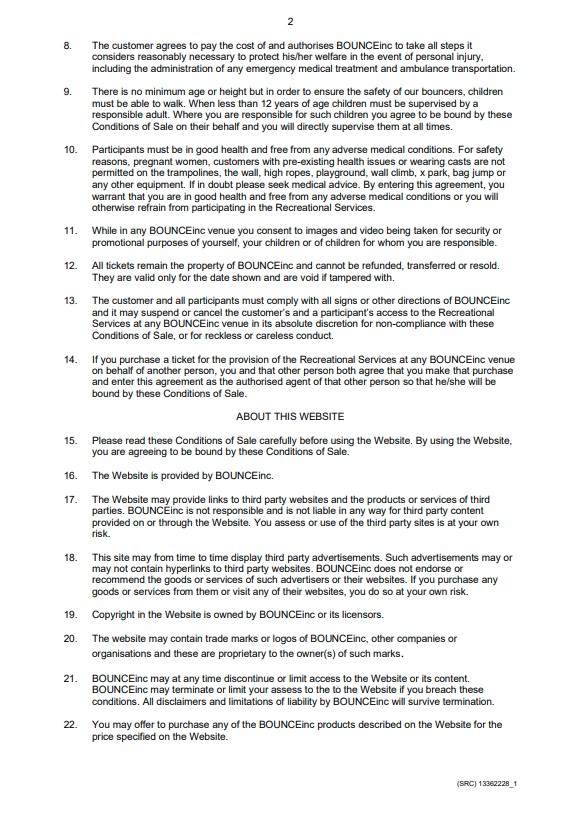 2
8. The customer agrees to pay the cost of and authorises BOUNCEinc to take all steps it
considers reasonably necessary to protect his/her welfare in the event of personal injury,
including the administration of any emergency medical treatment and ambulance transportation.
9. There is no minimum age or height but in order to ensure the safety of our bouncers, children
must be able to walk. When less than 12 years of age children must be supervised by a
responsible adult. Where you are responsible for such children you agree to be bound by these
Conditions of Sale on their behalf and you will directly supervise them at all times.
10. Participants must be in good health and free from any adverse medical conditions. For safety
reasons, pregnant women, customers with pre-existing health issues or wearing casts are not
permitted on the trampolines, the wall, high ropes, playground, wall climb, x park, bag jump or
any other equipment. If in doubt please seek medical advice. By entering this agreement, you
warrant that you are in good health and free from any adverse medical conditions or you will
otherwise refrain from participating in the Recreational Services.
11. While in any BOUNCEinc venue you consent to images and video being taken for security or
promotional purposes of yourself, your children or of children for whom you are responsible.
12. All tickets remain the property of BOUNCEinc and cannot be refunded, transferred or resold.
They are valid only for the date shown and are void if tampered with.
13. The customer and all participants must comply with all signs or other directions of BOUNCEinc
and it may suspend or cancel the customer's and a participant's access to the Recreational
Services at any BOUNCEinc venue in its absolute discretion for non-compliance with these
Conditions of Sale, or for reckless or careless conduct.
14. If you purchase a ticket for the provision of the Recreational Services at any BOUNCEinc venue
on behalf of another person, you and that other person both agree that you make that purchase
and enter this agreement as the authorised agent of that other person so that he/she will be
bound by these Conditions of Sale.
ABOUT THIS WEBSITE
15. Please read these Conditions of Sale carefully before using the Website. By using the Website,
you are agreeing to be bound by these Conditions of Sale.
16. The Website is provided by BOUNCEinc.
17. The Website may provide links to third party websites and the products or services of third
parties. BOUNCEinc is not responsible and is not liable in any way for third party content
provided on or through the Website. You assess or use of the third party sites is at your own
risk.
18. This site may from time to time display third party advertisements. Such advertisements may or
may not contain hyperlinks to third party websites. BOUNCEinc does not endorse or
recommend the goods or services of such advertisers or their websites. If you purchase any
goods or services from them or visit any of their websites, you do so at your own risk.
19. Copyright in the Website is owned by BOUNCEinc or its licensors.
20. The website may contain trade marks or logos of BOUNCEinc, other companies or
organisations and these are proprietary to the owner(s) of such marks.
21. BOUNCEinc may at any time discontinue or limit access to the Website or its content.
BOUNCEinc may terminate or limit your assess to the to the Website if you breach these
conditions. All disclaimers and limitations of liability by BOUNCEinc will survive termination.
22. You may offer to purchase any of the BOUNCEinc products described on the Website for the
price specified on the Website.
(SRC) 13362228_1